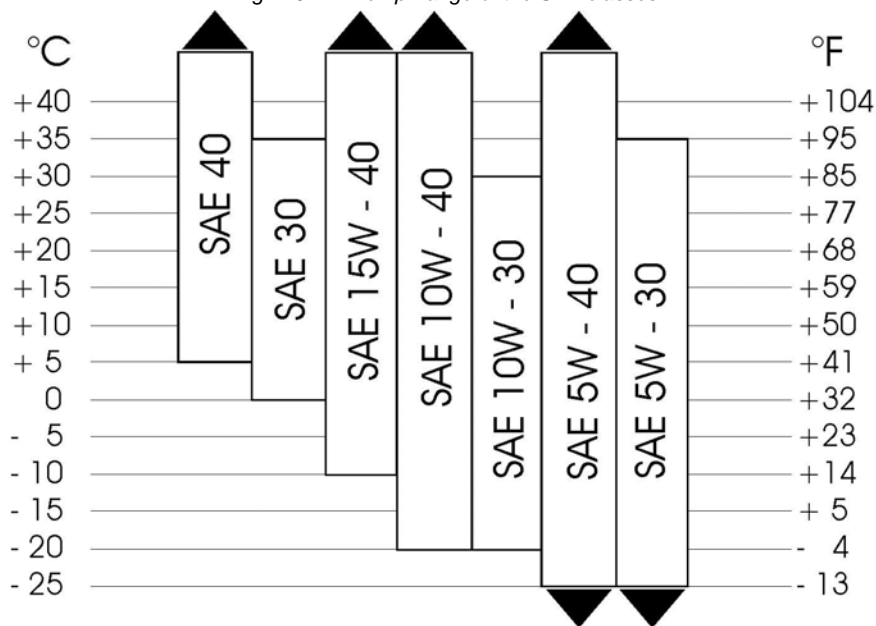 °C °F
+40 +104
+35 +95
+30 +85
+25 +77
+20 +68
+15 +59
+10 +50
+ 5 +41
0 +32
- 5 +23
- 10 +14
- 15 + 5
- 20 - 4
- 25 - 13
SAE 40
SAE 30
SAE 15W - 40
SAE 10W - 40
SAE 10W - 30
SAE 5W - 40
SAE 5W - 30